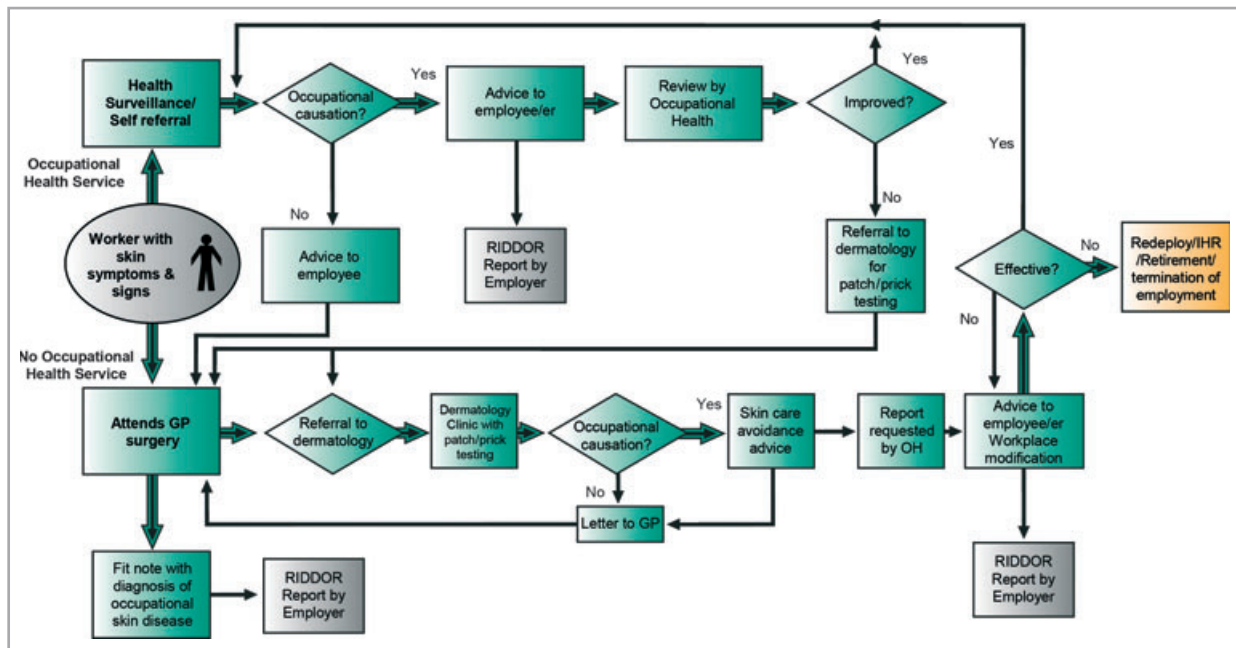 Health
Surveillance/
Self referral
Occupational
causation?
Yes
Advice to
employee/er
Review by
Occupational
Health
Improved?
Yes
Yes
Occupational
Health Service
No
No
Worker with
skin
symptoms &
signs
Advice to
employee
RIDDOR
Report by
Employer
Referral to
dermatology
for
patch/prick
testing
Effective?
No
Redeploy/IHR
/Retirement/
termination of
employment
No
No Occupational
Health Service
Attends GP
surgery
Referral to
dermatology
Dermatology
Clinic with
patch/prick
testing
Occupational
causation?
Yes
Skin care
avoidance
advice
Report
requested
by OH
Advice to
employee/er
Workplace
modification
No
Letter to GP
Fit note with
diagnosis of
occupational
skin disease
RIDDOR
Report by
Employer
RIDDOR
Report by
Employer